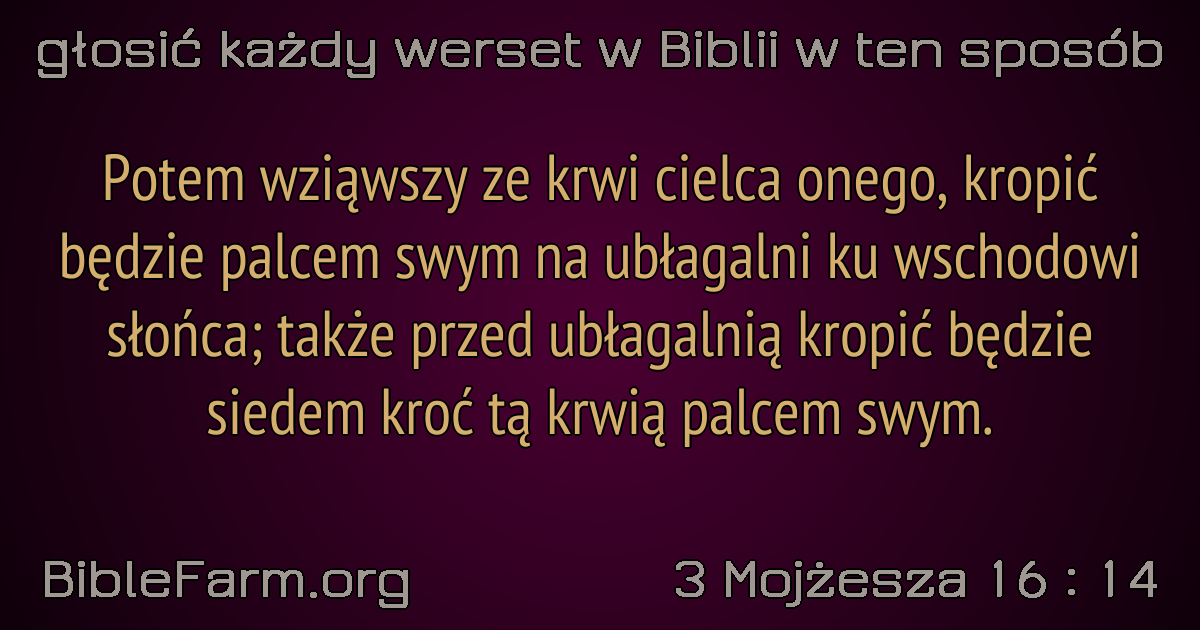 głosić każdy werset w Biblii w ten sposób
Potem wziąwszy ze krwi cielca onego, kropić
będzie palcem swym na ubłagalni ku wschodowi
słońca; także przed ubłagalnią kropić będzie
siedem kroć tą krwią palcem swym.
BibleFarm.org
3 Mojżesza 16 : 14